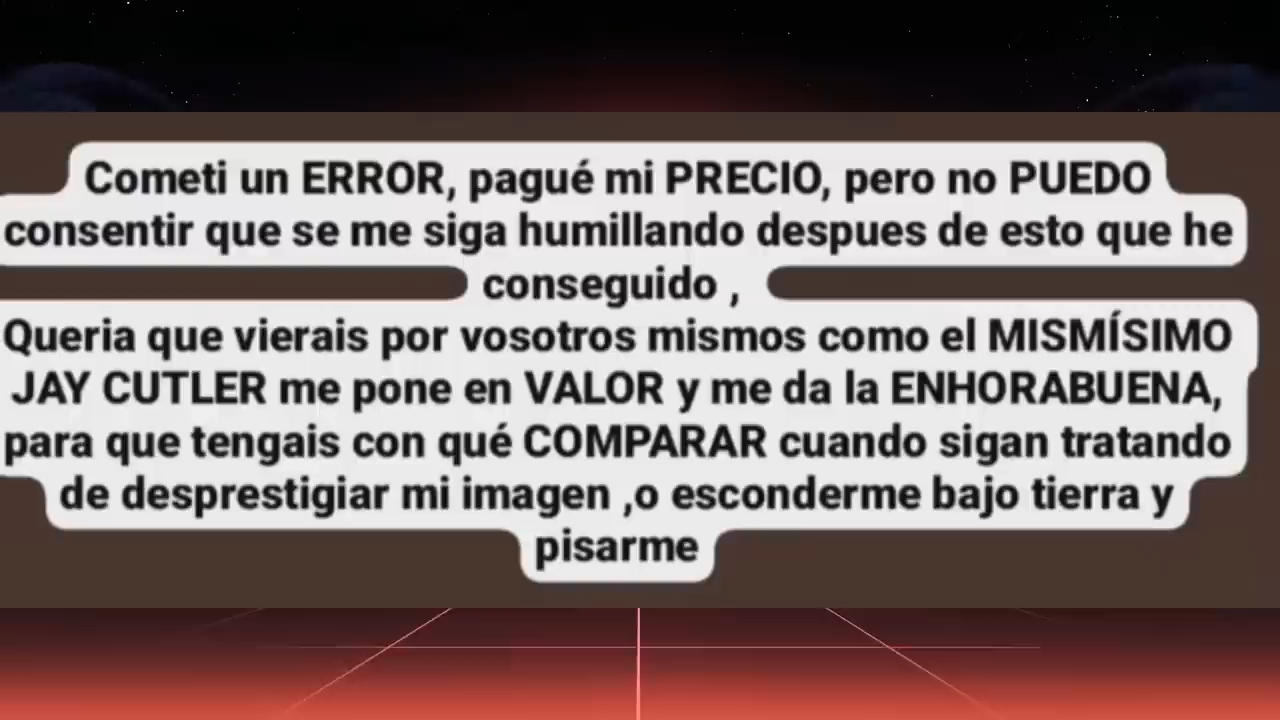 Cometi un ERROR, pagué mi PRECIO, pero no PUEDO
consentir que se me siga humillando despues de esto que he
conseguido ,
Queria que vierais por vosotros mismos como el MISMÍSIMO
JAY CUTLER me pone en VALOR y me da la ENHORABUENA,
para que tengais con qué COMPARAR cuando sigan tratando
de desprestigiar mi imagen ,o esconderme bajo tierra y
pisarme